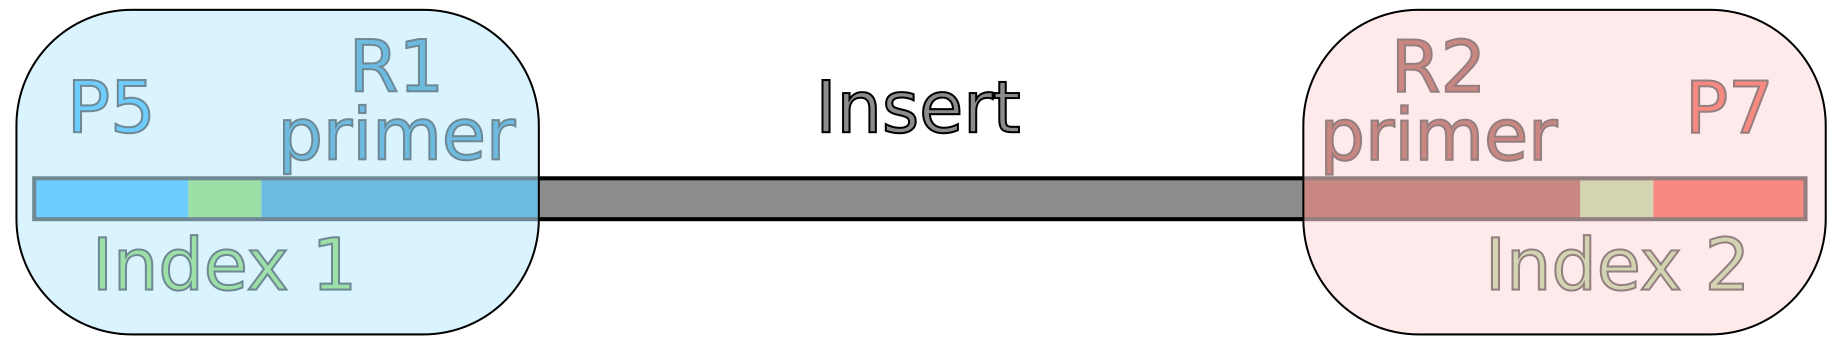 P5
R1
primer
Index 1
Insert
R2
primer
P7
Index 2